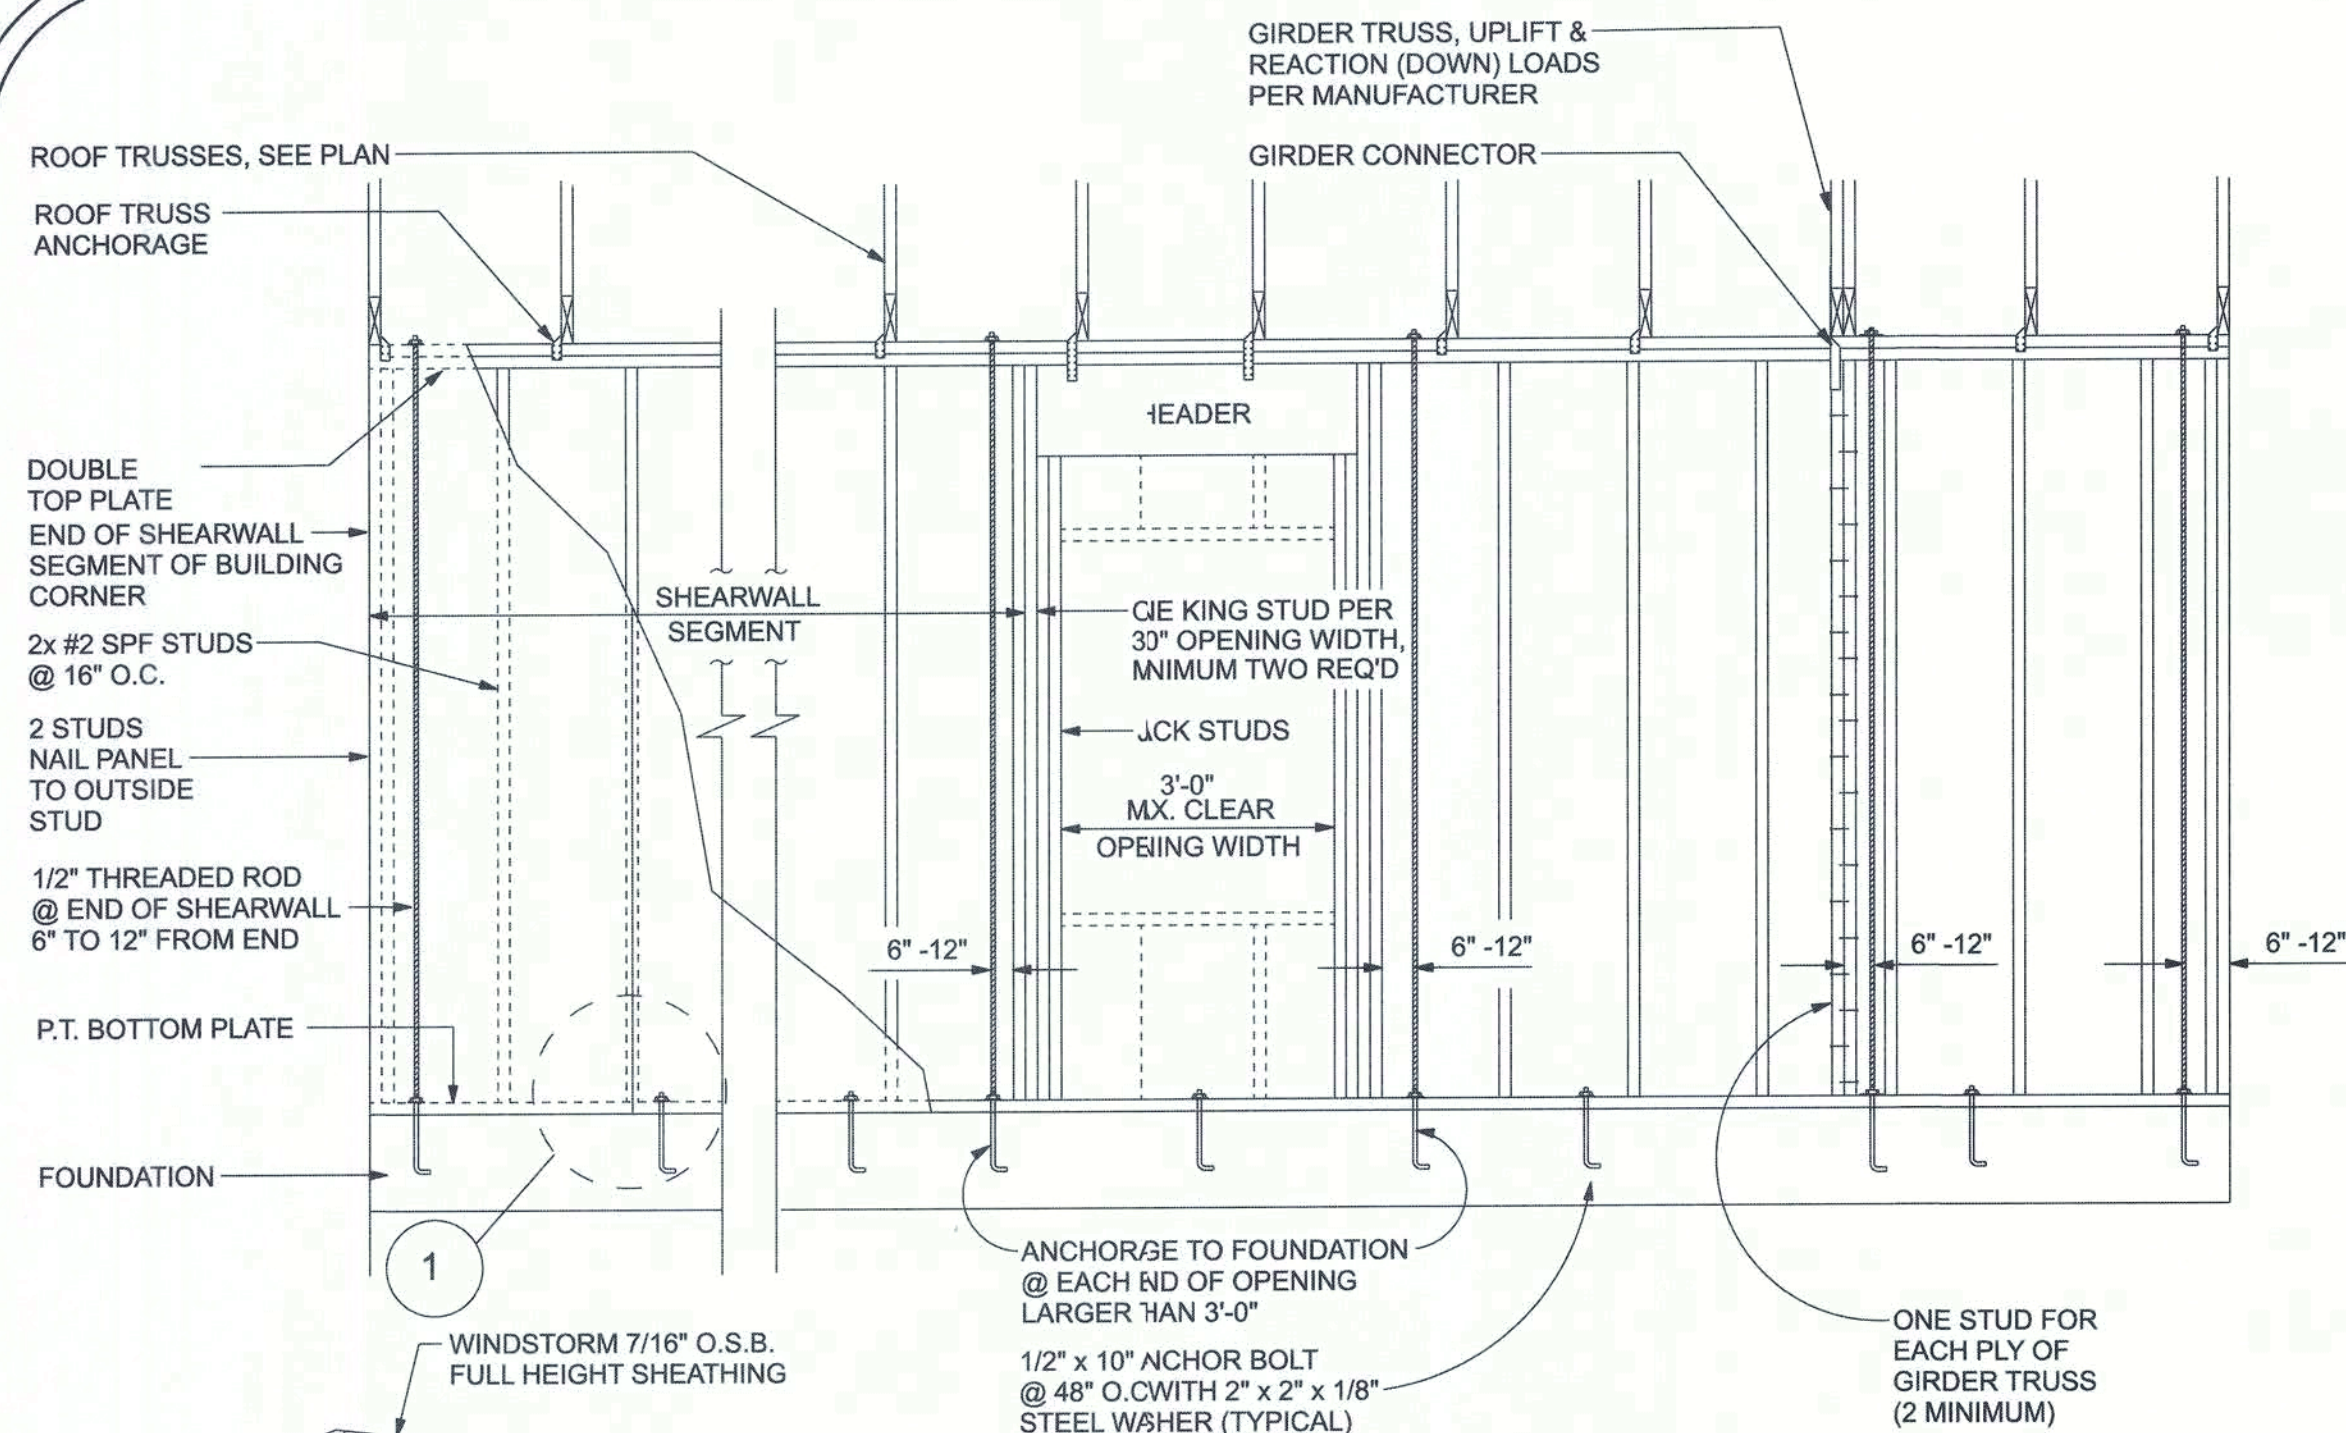 GIRDER TRUSS, UPLIFT &
REACTION (DOWN) LOADS
PER MANUFACTURER
ROOF TRUSSES, SEE PLAN
GIRDER CONNECTOR
ROOF TRUSS
ANCHORAGE
HEADER
DOUBLE
TOP PLATE
END OF SHEARWALL
SEGMENT OF BUILDING
CORNER
SHEARWALL
SEGMENT
ONE KING STUD PER
30" OPENING WIDTH,
MINIMUM TWO REQ'D
2x #2 SPF STUDS
@ 16" O.C.
2 STUDS
NAIL PANEL
TO OUTSIDE
STUD
JACK STUDS
3'-0"
MAX. CLEAR
OPENING WIDTH
1/2" THREADED ROD
@ END OF SHEARWALL
6" TO 12" FROM END
6" -12"
6" -12"
6" -12"
6" -12"
P.T. BOTTOM PLATE
FOUNDATION
1
ANCHORAGE TO FOUNDATION
@ EACH END OF OPENING
LARGER THAN 3'-0"
WINDSTORM 7/16" O.S.B.
FULL HEIGHT SHEATHING
1/2" x 10" ANCHOR BOLT
@ 48" O.C WITH 2" x 2" x 1/8"
STEEL WASHER (TYPICAL)
ONE STUD FOR
EACH PLY OF
GIRDER TRUSS
(2 MINIMUM)